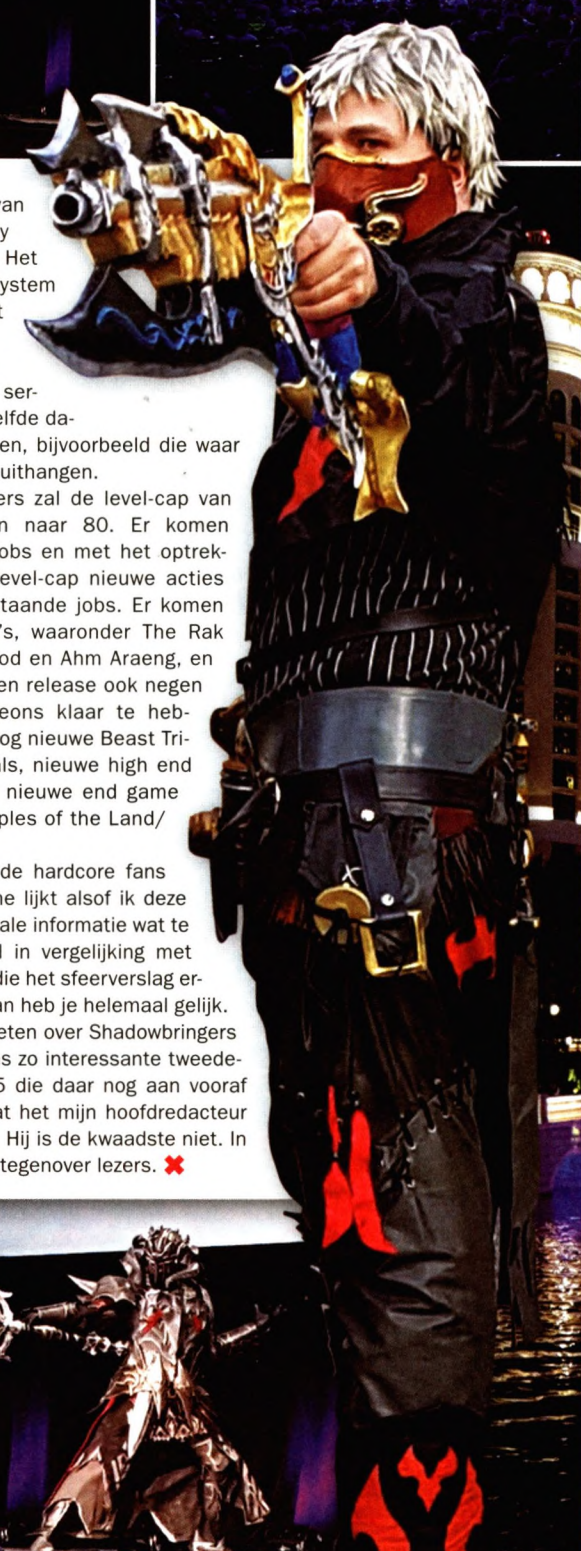 van
y
Het
ystem
t
ser-
elfde da-
en, bijvoorbeeld die waar
uithangen.
ers zal de level-cap van
n naar 80. Er komen
obs en met het optrek-
evel-cap nieuwe acties
taande jobs. Er komen
's, waaronder The Rak
od en Ahm Araeng, en
en release ook negen
eons klaar te heb-
og nieuwe Beast Tri-
als, nieuwe high end
nieuwe end game
ples of the Land/
de hardcore fans
ne lijkt alsof ik deze
ale informatie wat te
l in vergelijking met
die het sfeerverslag er-
an heb je helemaal gelijk.
eten over Shadowbringers
s zo interessante tweede-
5 die daar nog aan vooraf
at het mijn hoofdredacteur
Hij is de kwaadste niet. In
tegenover lezers.